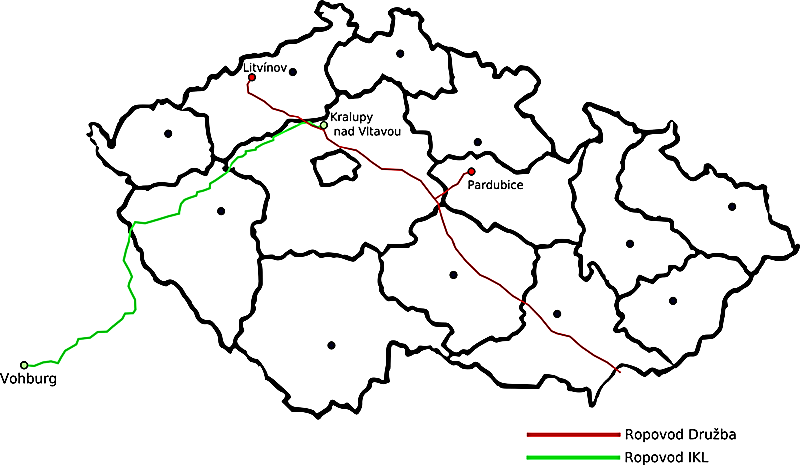 Litvínov
Kralupy
nad Vltavou
Pardubice
Vohburg
Ropovod Družba
Ropovod IKL